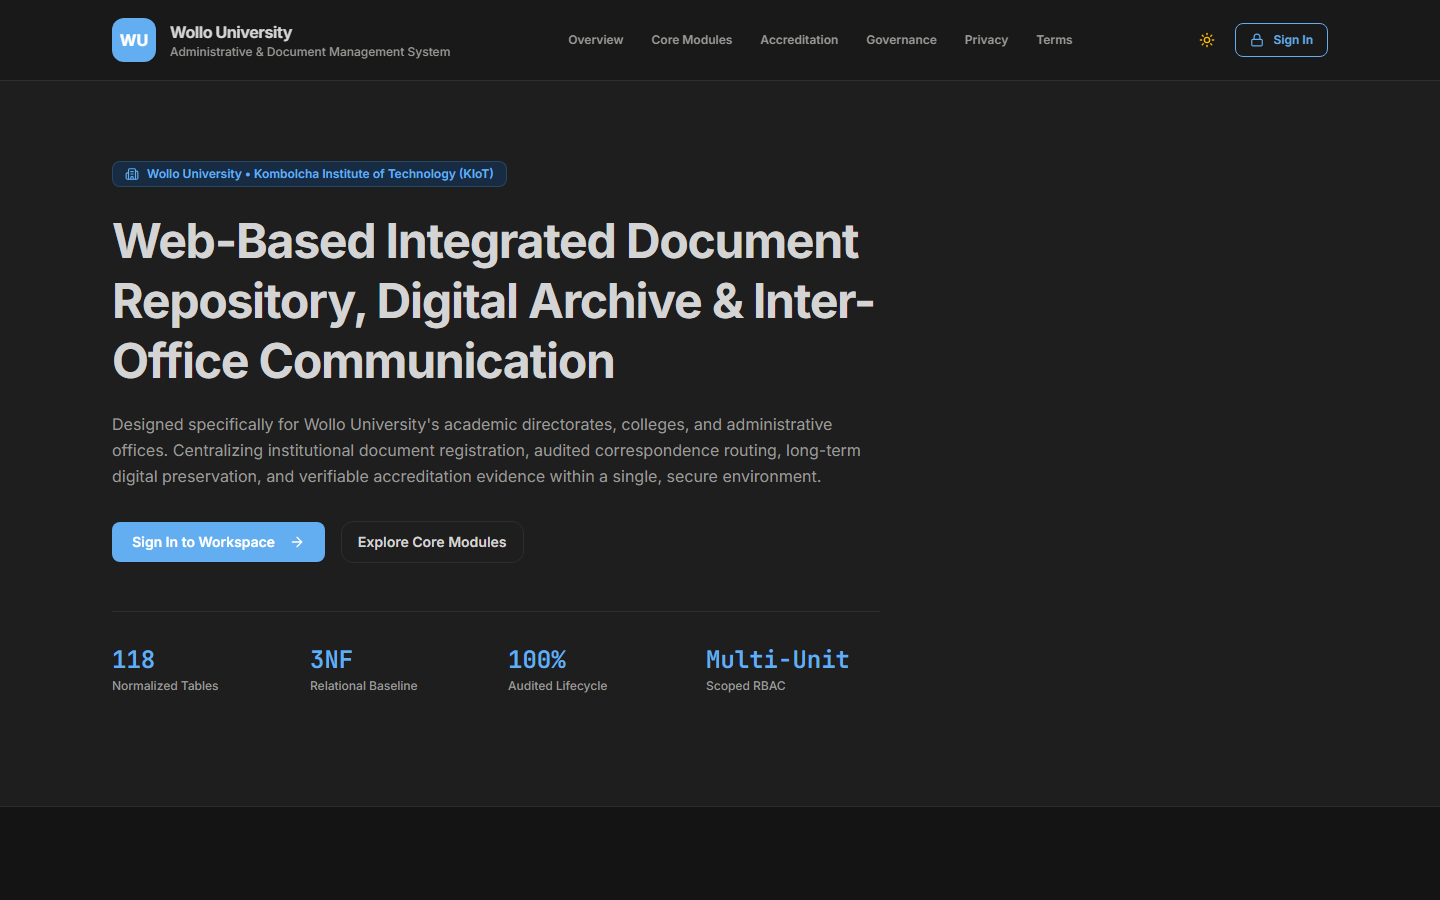 WU
Wollo University
Administrative & Document Management System
Overview
Core Modules
Accreditation
Governance
Privacy
Terms
Sign In
Wollo University • Kombolcha Institute of Technology (KIoT)
Web-Based Integrated Document
Repository, Digital Archive & Inter-
Office Communication
Designed specifically for Wollo University's academic directorates, colleges, and administrative
offices. Centralizing institutional document registration, audited correspondence routing, long-term
digital preservation, and verifiable accreditation evidence within a single, secure environment.
Sign In to Workspace
Explore Core Modules
118
Normalized Tables
3NF
Relational Baseline
100%
Audited Lifecycle
Multi-Unit
Scoped RBAC